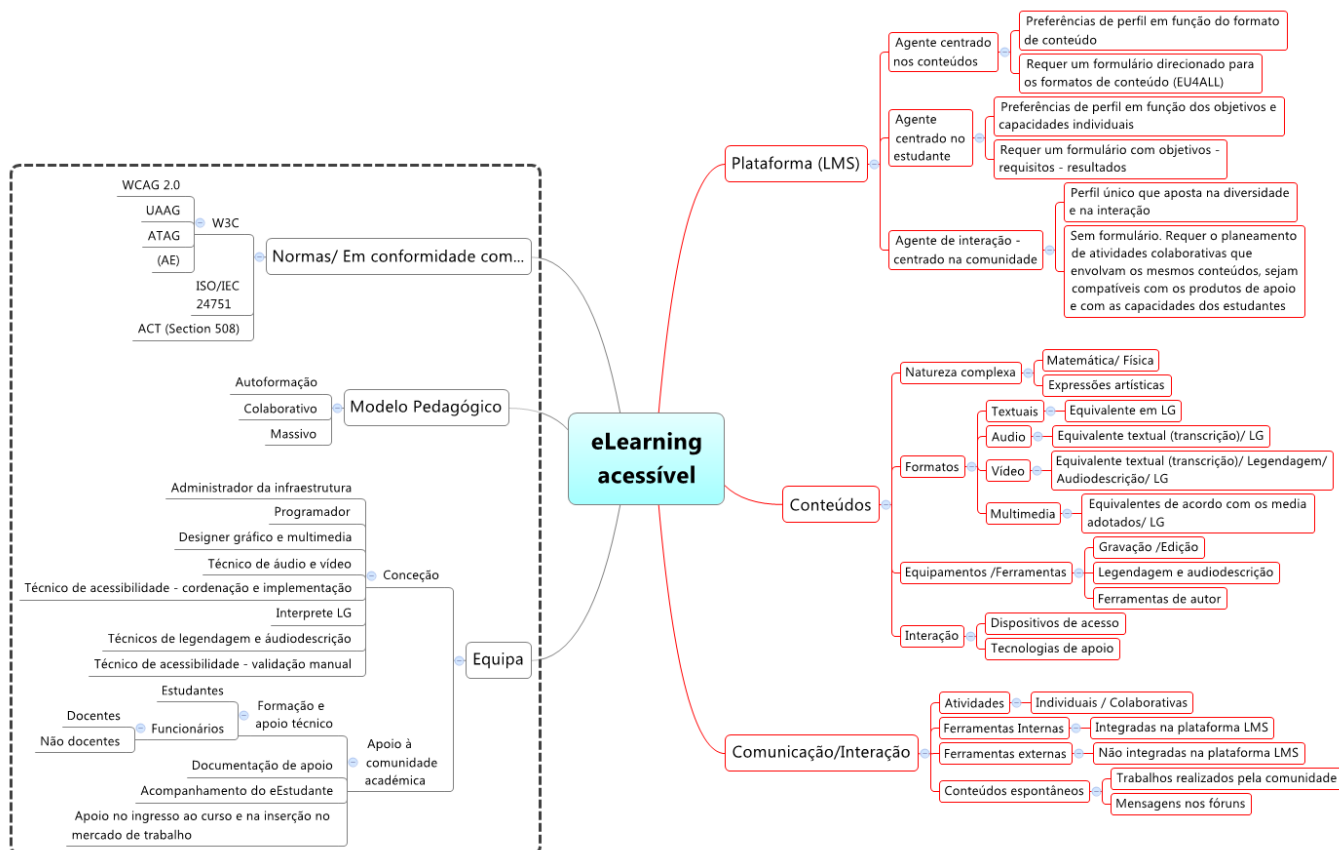 eLearning
acessível
Plataforma (LMS)
Agente centrado
nos conteúdos
Preferências de perfil em função do formato
de conteúdo
Requer um formulário direcionado para
os formatos de conteúdo (EU4ALL)
Agente
centrado no
estudante
Preferências de perfil em função dos objetivos e
capacidades individuais
Requer um formulário com objetivos -
requisitos - resultados
Agente de interação -
centrado na comunidade
Perfil único que aposta na diversidade
e na interação
Sem formulário. Requer o planeamento
de atividades colaborativas que
envolvam os mesmos conteúdos, sejam
compatíveis com os produtos de apoio
e com as capacidades dos estudantes
Conteúdos
Natureza complexa
Matemática/ Física
Expressões artísticas
Formatos
Textuais
Equivalente em LG
Audio
Equivalente textual (transcrição)/ LG
Vídeo
Equivalente textual (transcrição)/ Legendagem/
Audiodescrição/ LG
Multimedia
Equivalentes de acordo com os media
adotados/ LG
Equipamentos /Ferramentas
Gravação /Edição
Legendagem e audiodescrição
Ferramentas de autor
Interação
Dispositivos de acesso
Tecnologias de apoio
Comunicação/Interação
Atividades
Individuais / Colaborativas
Ferramentas Internas
Integradas na plataforma LMS
Ferramentas externas
Não integradas na plataforma LMS
Conteúdos espontâneos
Trabalhos realizados pela comunidade
Mensagens nos fóruns
Normas/ Em conformidade com...
W3C
WCAG 2.0
UAAG
ATAG
(AE)
ISO/IEC
24751
ACT (Section 508)
Modelo Pedagógico
Autoformação
Colaborativo
Massivo
Equipa
Conceção
Administrador da infraestrutura
Programador
Designer gráfico e multimedia
Técnico de áudio e vídeo
Técnico de acessibilidade - cordenação e implementação
Interprete LG
Técnicos de legendagem e áudiodescrição
Técnico de acessibilidade - validação manual
Apoio à
comunidade
académica
Formação e
apoio técnico
Estudantes
Funcionários
Docentes
Não docentes
Documentação de apoio
Acompanhamento do eEstudante
Apoio no ingresso ao curso e na inserção no
mercado de trabalho